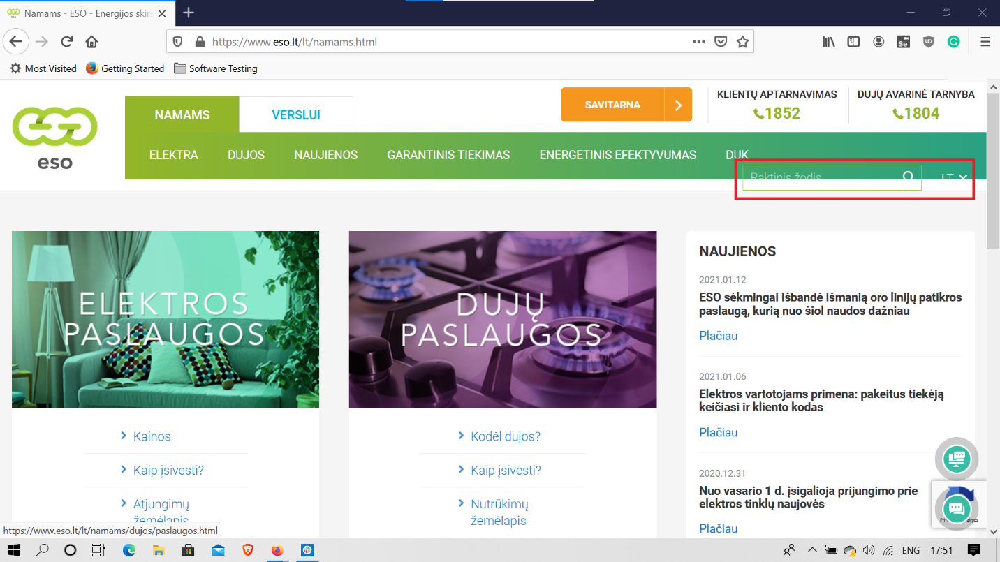 Namams - ESO - Energijos skirs
https://www.eso.lt/lt/namams.html
Se
Most Visited
Getting Started
Software Testing
eso
NAMAMS
VERSLUI
SAVITARNA
KLIENTŲ APTARNAVIMAS
1852
DUJŲ AVARINĖ TARNYBA
1804
ELEKTRA
DUJOS
NAUJIENOS
GARANTINIS TIEKIMAS
ENERGETINIS EFEKTYVUMAS
DUK
Raktinis žodis
LT
ELEKTROS
PASLAUGOS
Kainos
Kaip įsivesti?
Atjungimų
žemėlapis
DUJŲ
PASLAUGOS
Kodėl dujos?
Kaip įsivesti?
Nutrūkimų
žemėlapis
NAUJIENOS
2021.01.12
ESO sėkmingai išbandė išmanią oro linijų patikros
paslaugą, kurią nuo šiol naudos dažniau
Plačiau
2021.01.06
Elektros vartotojams primena: pakeitus tiekėją
keičiasi ir kliento kodas
Plačiau
2020.12.31
Nuo vasario 1 d. įsigalioja prijungimo prie
elektros tinklų naujovės
Plačiau
https://www.eso.lt/lt/namams/dujos/paslaugos.html
ENG
17:51